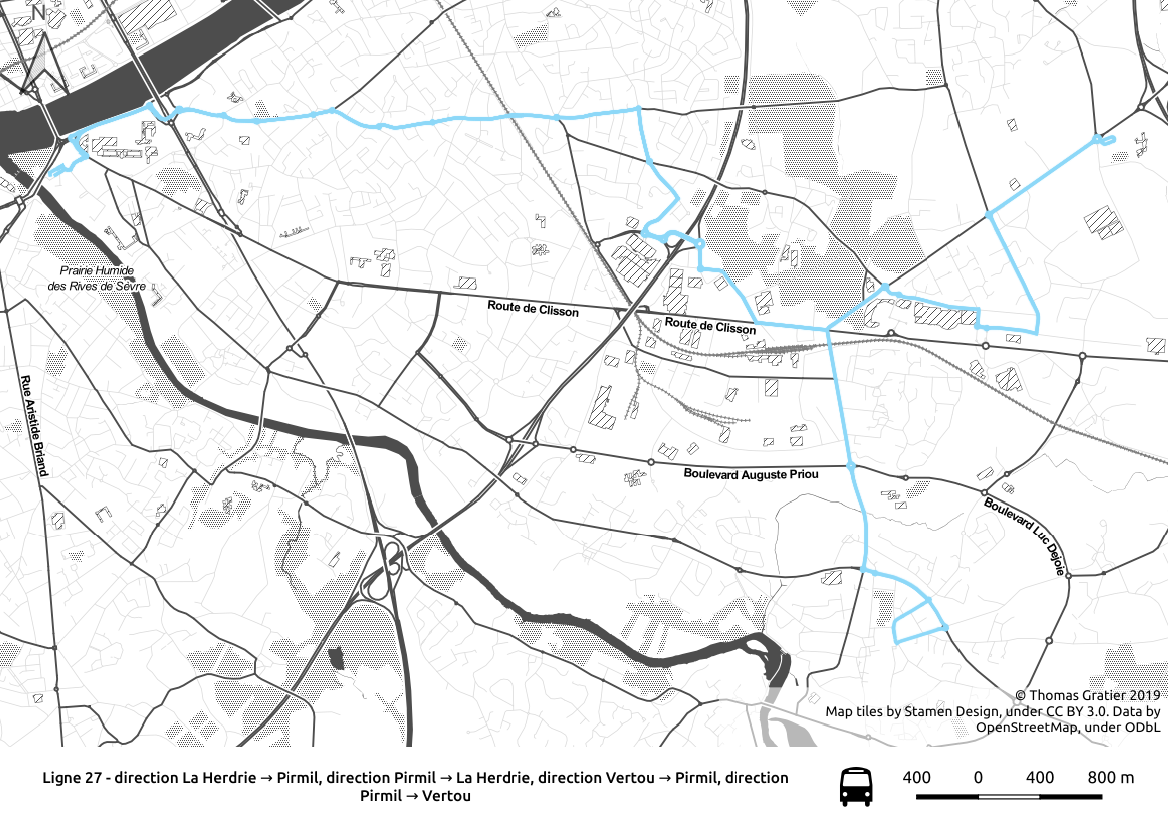 N
Prairie Humide
des Rives de Sèvre
Route de Clisson
Route de Clisson
Rue Aristide Briand
Boulevard Auguste Priou
Boulevard Luc Dejoie
© Thomas Gratier 2019
Map tiles by Stamen Design, under CC BY 3.0. Data by
OpenStreetMap, under ODbL
Ligne 27 - direction La Herdrie → Pirmil, direction Pirmil → La Herdrie, direction Vertou → Pirmil, direction
Pirmil → Vertou
400 0 400 800 m